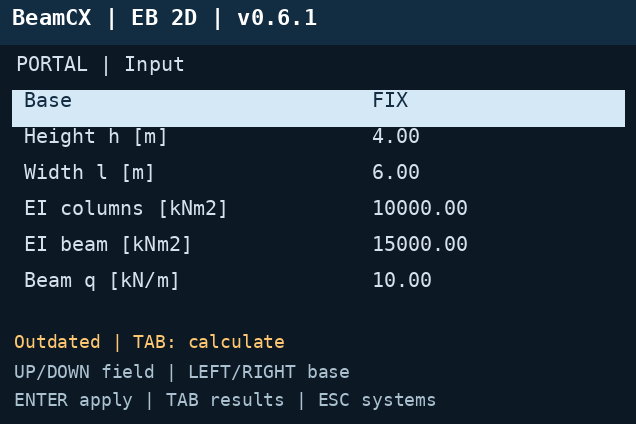 BeamCX | EB 2D | v0.6.1
PORTAL | Input
Base FIX
Height h [m] 4.00
Width l [m] 6.00
EI columns [kNm2] 10000.00
EI beam [kNm2] 15000.00
Beam q [kN/m] 10.00
Outdated | TAB: calculate
UP/DOWN field | LEFT/RIGHT base
ENTER apply | TAB results | ESC systems